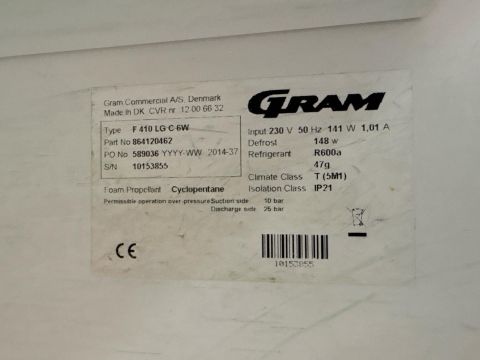 GRAM
Gram Commercial A/S, Denmark
Made in DK CVR nr 12 00 66 32
Type F 410 LG C 6W
Part No 864120462
PO No 589036 YYYY-WW 2014-37
S/N 10153855
Input 230 V 50 Hz 141 W 1,01 A
Defrost 148 w
Refrigerant R600a
47g
Climate Class T (5M1)
Isolation Class IP21
Foam Propellant Cyclopentane
Permissible operation over-pressure Suction side 10 bar
Discharge side 25 bar
CE
10153855